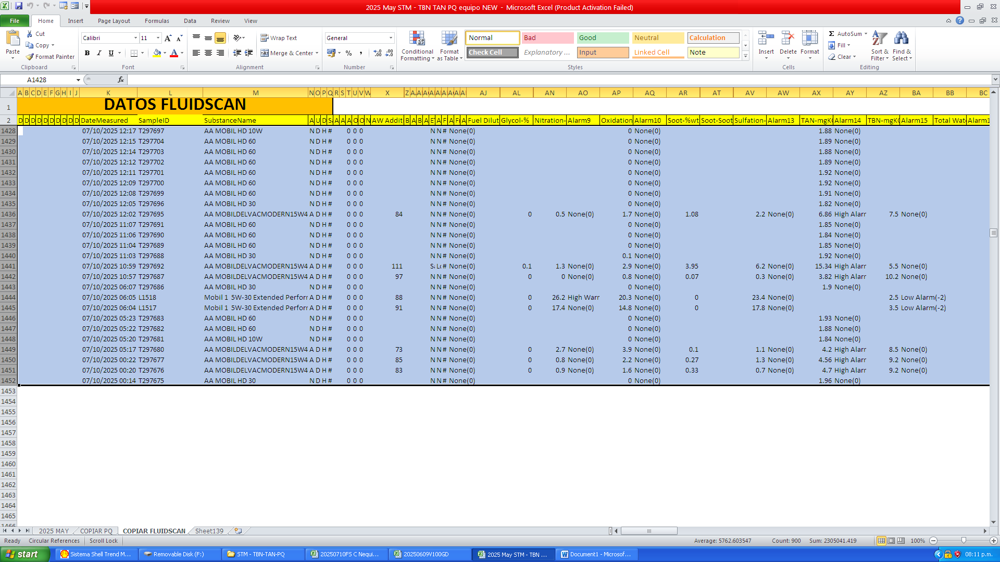 2025 May STM - TBN TAN PQ equipo NEW - Microsoft Excel (Product Activation Failed)
File Home Insert Page Layout Formulas Data Review View
Paste Cut Copy Format Painter Clipboard
Calibri 11 B I U Font
Wrap Text Merge & Center Alignment
General % , Number
Conditional Formatting Format as Table
Normal Bad Good Neutral Calculation
Check Cell Explanatory ... Input Linked Cell Note
Styles
Insert Delete Format Cells
AutoSum Fill Clear Sort & Filter Find & Select Editing
A1428 fx
A B C D E F G H I J K L M N O P Q R S T U V W X Z AJ AL AN AO AP AQ AR AT AV AW AX AY AZ BA BB BC
1 DATOS FLUIDSCAN
2 D D D D D D D D D D DateMeasured SampleID SubstanceName A U D S A A A O O N AW Additi B A B A E A F A F A Fuel Dilut Glycol-% Nitration- Alarm9 Oxidation Alarm10 Soot-%wt Soot-Soot Sulfation- Alarm13 TAN-mgK Alarm14 TBN-mgK Alarm15 Total Wat Alarm1
1428 07/10/2025 12:17 T297697 AA MOBIL HD 10W N D H # 0 0 0 N N # None(0) 0 None(0) 1.88 None(0)
1429 07/10/2025 12:15 T297704 AA MOBIL HD 60 N D H # 0 0 0 N N # None(0) 0 None(0) 1.89 None(0)
1430 07/10/2025 12:14 T297703 AA MOBIL HD 60 N D H # 0 0 0 N N # None(0) 0 None(0) 1.88 None(0)
1431 07/10/2025 12:12 T297702 AA MOBIL HD 60 N D H # 0 0 0 N N # None(0) 0 None(0) 1.89 None(0)
1432 07/10/2025 12:11 T297701 AA MOBIL HD 60 N D H # 0 0 0 N N # None(0) 0 None(0) 1.92 None(0)
1433 07/10/2025 12:09 T297700 AA MOBIL HD 60 N D H # 0 0 0 N N # None(0) 0 None(0) 1.92 None(0)
1434 07/10/2025 12:08 T297699 AA MOBIL HD 60 N D H # 0 0 0 N N # None(0) 0 None(0) 1.91 None(0)
1435 07/10/2025 12:05 T297696 AA MOBIL HD 30 N D H # 0 0 0 N N # None(0) 0 None(0) 1.82 None(0)
1436 07/10/2025 12:02 T297695 AA MOBILDELVACMODERN15W4 A D H # 0 0 0 84 N N # None(0) 0 0.5 None(0) 1.7 None(0) 1.08 2.2 None(0) 6.86 High Alarr 7.5 None(0)
1437 07/10/2025 11:07 T297691 AA MOBIL HD 60 N D H # 0 0 0 N N # None(0) 0 None(0) 1.85 None(0)
1438 07/10/2025 11:06 T297690 AA MOBIL HD 60 N D H # 0 0 0 N N # None(0) 0 None(0) 1.84 None(0)
1439 07/10/2025 11:04 T297689 AA MOBIL HD 60 N D H # 0 0 0 N N # None(0) 0 None(0) 1.85 None(0)
1440 07/10/2025 11:03 T297688 AA MOBIL HD 30 N D H # 0 0 0 N N # None(0) 0.1 None(0) 1.92 None(0)
1441 07/10/2025 10:59 T297692 AA MOBILDELVACMODERN15W4 A D H # 0 0 0 111 # None(0) 0.1 1.3 None(0) 2.9 None(0) 3.95 6.2 None(0) 15.34 High Alarr 5.5 None(0)
1442 07/10/2025 10:57 T297687 AA MOBILDELVACMODERN15W4 A D H # 0 0 0 97 N N # None(0) 0 0 None(0) 0.8 None(0) 0.07 0.3 None(0) 3.82 High Alarr 10.2 None(0)
1443 07/10/2025 06:07 T297686 AA MOBIL HD 30 N D H # 0 0 0 N N # None(0) 0 None(0) 1.9 None(0)
1444 07/10/2025 06:05 L1518 Mobil 1 5W-30 Extended Perforr A D H # 0 0 0 88 N N # None(0) 0 26.2 High Warr 20.3 None(0) 0 23.4 None(0) 2.5 Low Alarm(-2)
1445 07/10/2025 06:04 L1517 Mobil 1 5W-30 Extended Perforr A D H # 0 0 0 91 N N # None(0) 0 17.4 None(0) 14.8 None(0) 0 17.8 None(0) 3.5 Low Alarm(-2)
1446 07/10/2025 05:23 T297683 AA MOBIL HD 60 N D H # 0 0 0 N N # None(0) 0 None(0) 1.93 None(0)
1447 07/10/2025 05:22 T297682 AA MOBIL HD 60 N D H # 0 0 0 N N # None(0) 0 None(0) 1.88 None(0)
1448 07/10/2025 05:20 T297681 AA MOBIL HD 10W N D H # 0 0 0 N N # None(0) 0 None(0) 1.84 None(0)
1449 07/10/2025 05:17 T297680 AA MOBILDELVACMODERN15W4 A D H # 0 0 0 73 N N # None(0) 0 2.7 None(0) 3.9 None(0) 0.1 1.1 None(0) 4.2 High Alarr 8.5 None(0)
1450 07/10/2025 00:22 T297677 AA MOBILDELVACMODERN15W4 A D H # 0 0 0 85 N N # None(0) 0 0.8 None(0) 2.2 None(0) 0.27 1.3 None(0) 4.56 High Alarr 9.2 None(0)
1451 07/10/2025 00:20 T297676 AA MOBILDELVACMODERN15W4 A D H # 0 0 0 83 N N # None(0) 0 0.9 None(0) 1.6 None(0) 0.33 0.7 None(0) 4.7 High Alarr 9.2 None(0)
1452 07/10/2025 00:14 T297675 AA MOBIL HD 30 N D H # 0 0 0 N N # None(0) 0 None(0) 1.96 None(0)
1453
1454
1455
1456
1457
1458
1459
1460
1461
1462
1463
1464
1465
1466
2025 MAY COPIAR PQ COPIAR FLUIDSCAN Sheet139
Ready Circular References Scroll Lock Average: 5762.603547 Count: 900 Sum: 2305041.419 100%
start Sistema Shell Trend M... Removable Disk (F:) STM - TBN-TAN-PQ 20250710FS C Nequi... 20250609V100GD 2025 May STM - TBN ... Document1 - Microsof... 08:11 p.m.